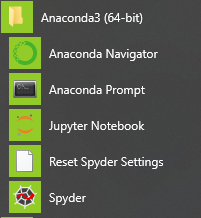 Anaconda3 (64-bit)
Anaconda Navigator
Anaconda Prompt
Jupyter Notebook
Reset Spyder Settings
Spyder